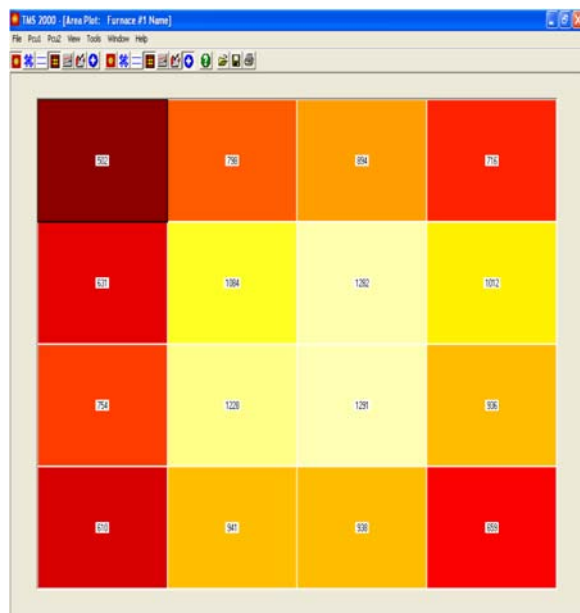 TMS 2000 - [Area Plot: Furnace #1 Name]
File Pcu1 Pcu2 View Tools Window Help
502 798 894 716
631 1084 1282 1012
754 1228 1291 936
610 941 938 659